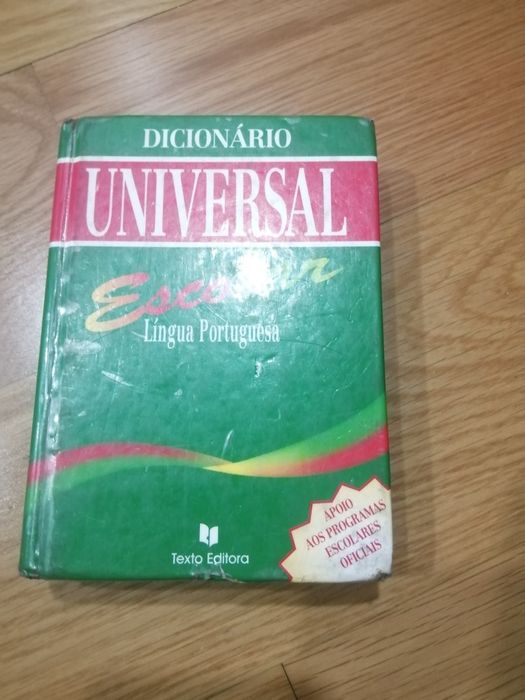 DICIONÁRIO
UNIVERSAL
Escolar
Língua Portuguesa
APOIO
AOS PROGRAMAS
ESCOLARES
OFICIAIS
Texto Editora